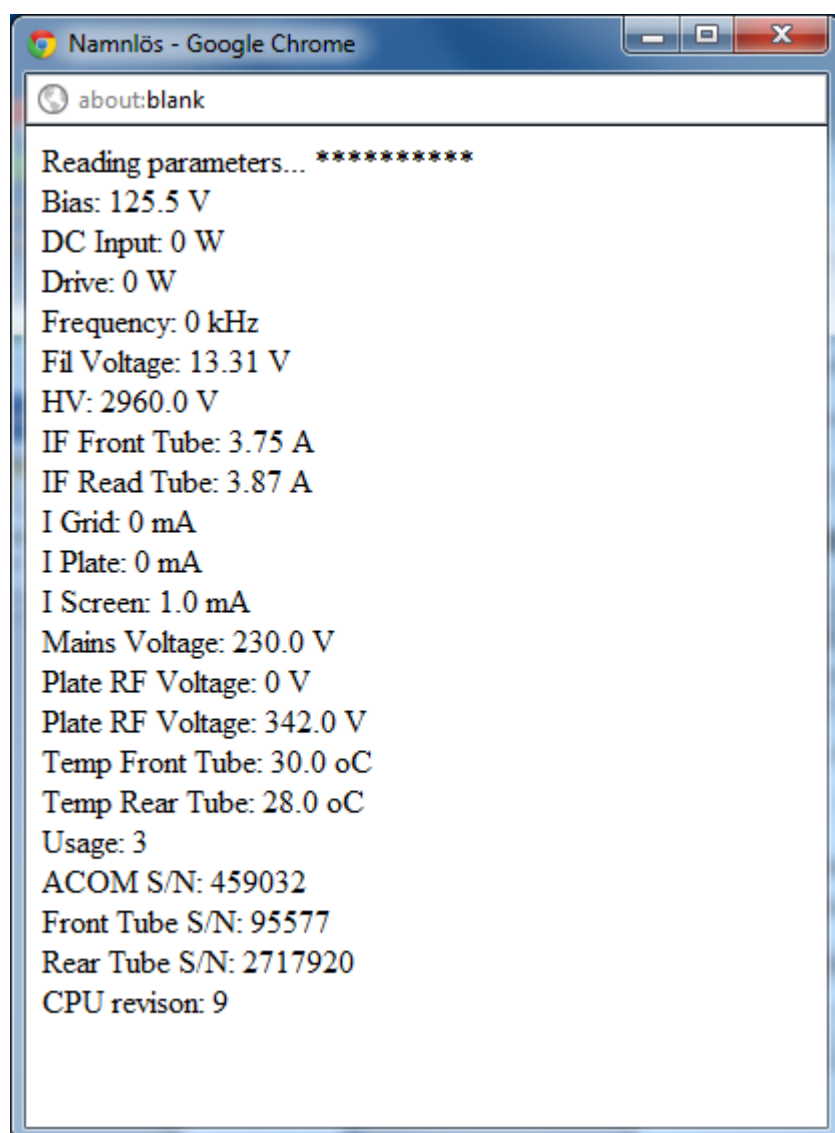 Namnlös - Google Chrome
about:blank
Reading parameters... **********
Bias: 125.5 V
DC Input: 0 W
Drive: 0 W
Frequency: 0 kHz
Fil Voltage: 13.31 V
HV: 2960.0 V
IF Front Tube: 3.75 A
IF Read Tube: 3.87 A
I Grid: 0 mA
I Plate: 0 mA
I Screen: 1.0 mA
Mains Voltage: 230.0 V
Plate RF Voltage: 0 V
Plate RF Voltage: 342.0 V
Temp Front Tube: 30.0 oC
Temp Rear Tube: 28.0 oC
Usage: 3
ACOM S/N: 459032
Front Tube S/N: 95577
Rear Tube S/N: 2717920
CPU revison: 9